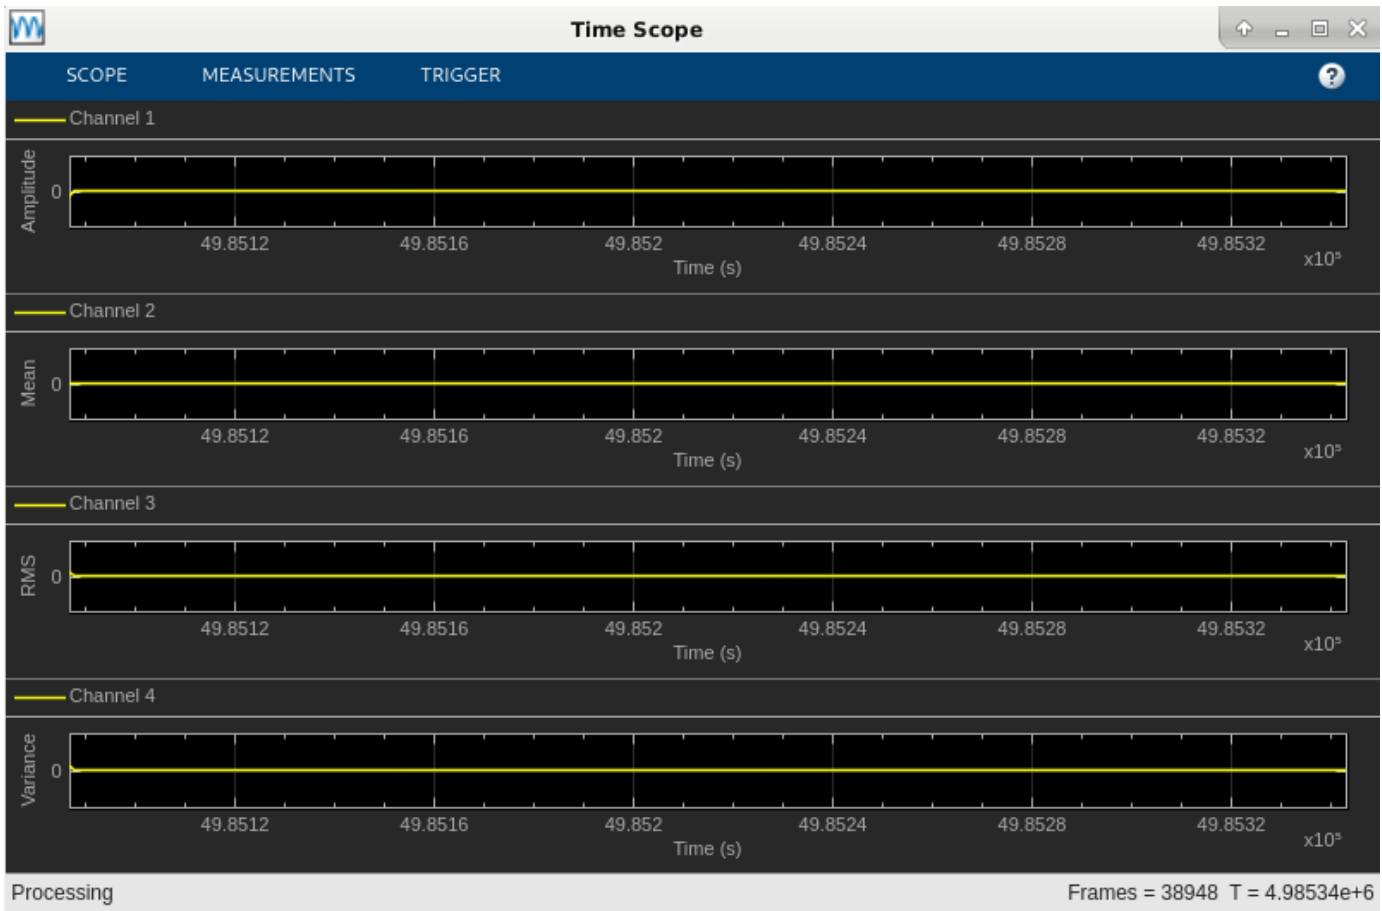 Time Scope
SCOPE MEASUREMENTS TRIGGER ?
Channel 1
Amplitude
0
49.8512 49.8516 49.852 49.8524 49.8528 49.8532
x10⁵
Time (s)
Channel 2
Mean
0
49.8512 49.8516 49.852 49.8524 49.8528 49.8532
x10⁵
Time (s)
Channel 3
RMS
0
49.8512 49.8516 49.852 49.8524 49.8528 49.8532
x10⁵
Time (s)
Channel 4
Variance
0
49.8512 49.8516 49.852 49.8524 49.8528 49.8532
x10⁵
Time (s)
Processing Frames = 38948 T = 4.98534e+6